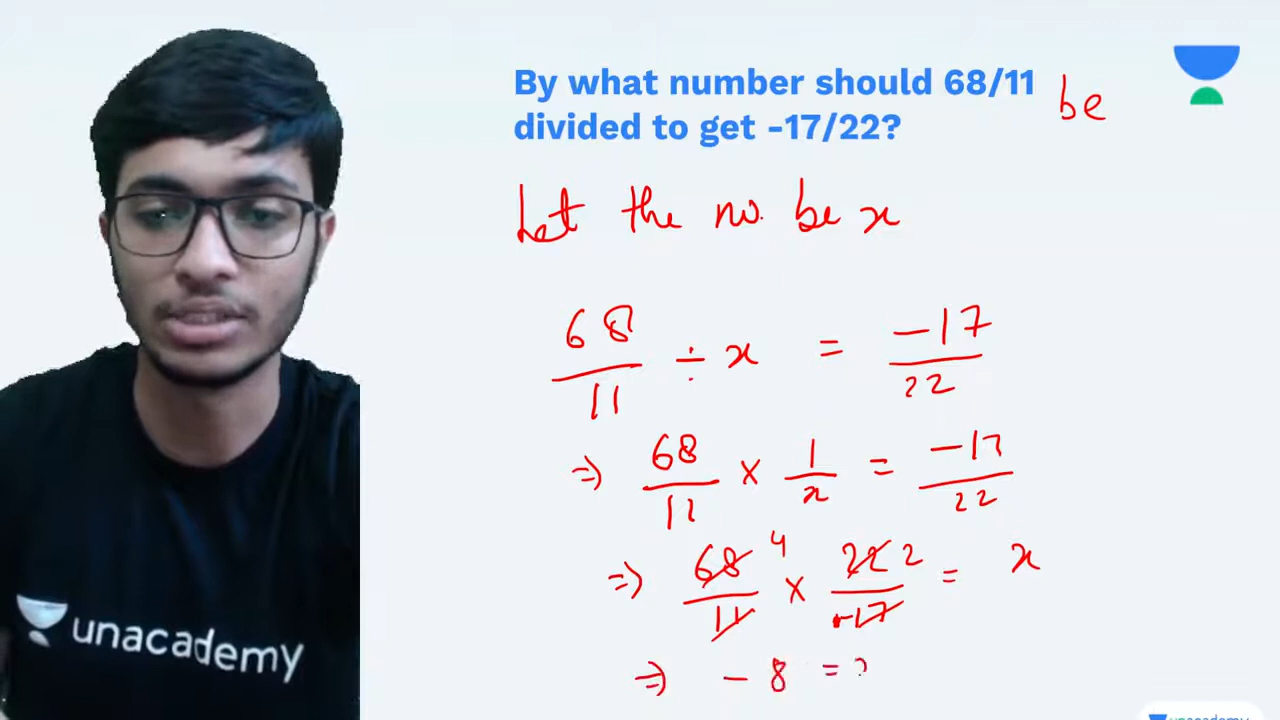 By what number should 68/11 be
divided to get -17/22?
Let the no. be x
68/11 ÷ x = -17/22
⇒ 68/11 × 1/x = -17/22
⇒ 68/11 4 × 22/-17 2 = x
⇒ - 8 =
unacademy
unacademy